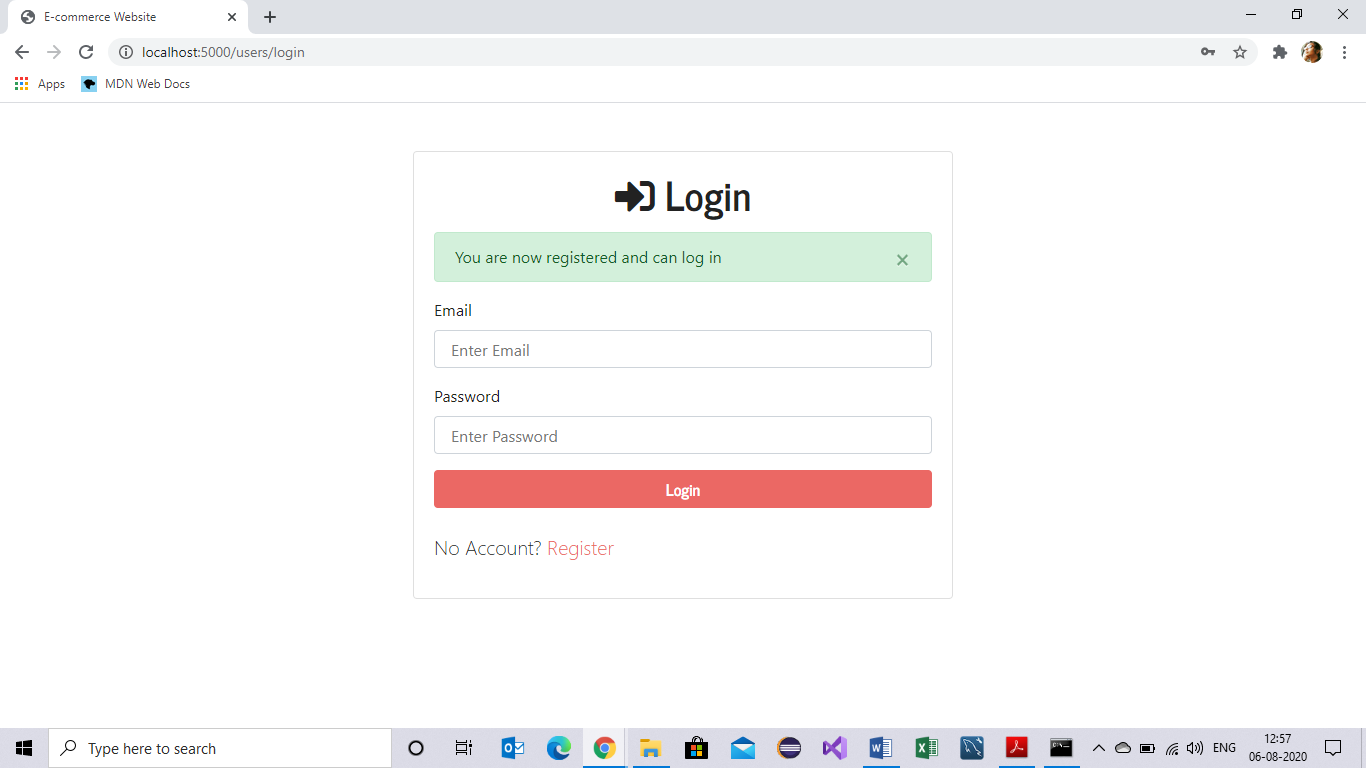 E-commerce Website
localhost:5000/users/login
Apps
MDN Web Docs
Login
You are now registered and can log in
Email
Enter Email
Password
Enter Password
Login
No Account? Register
Type here to search
ENG
12:57
06-08-2020